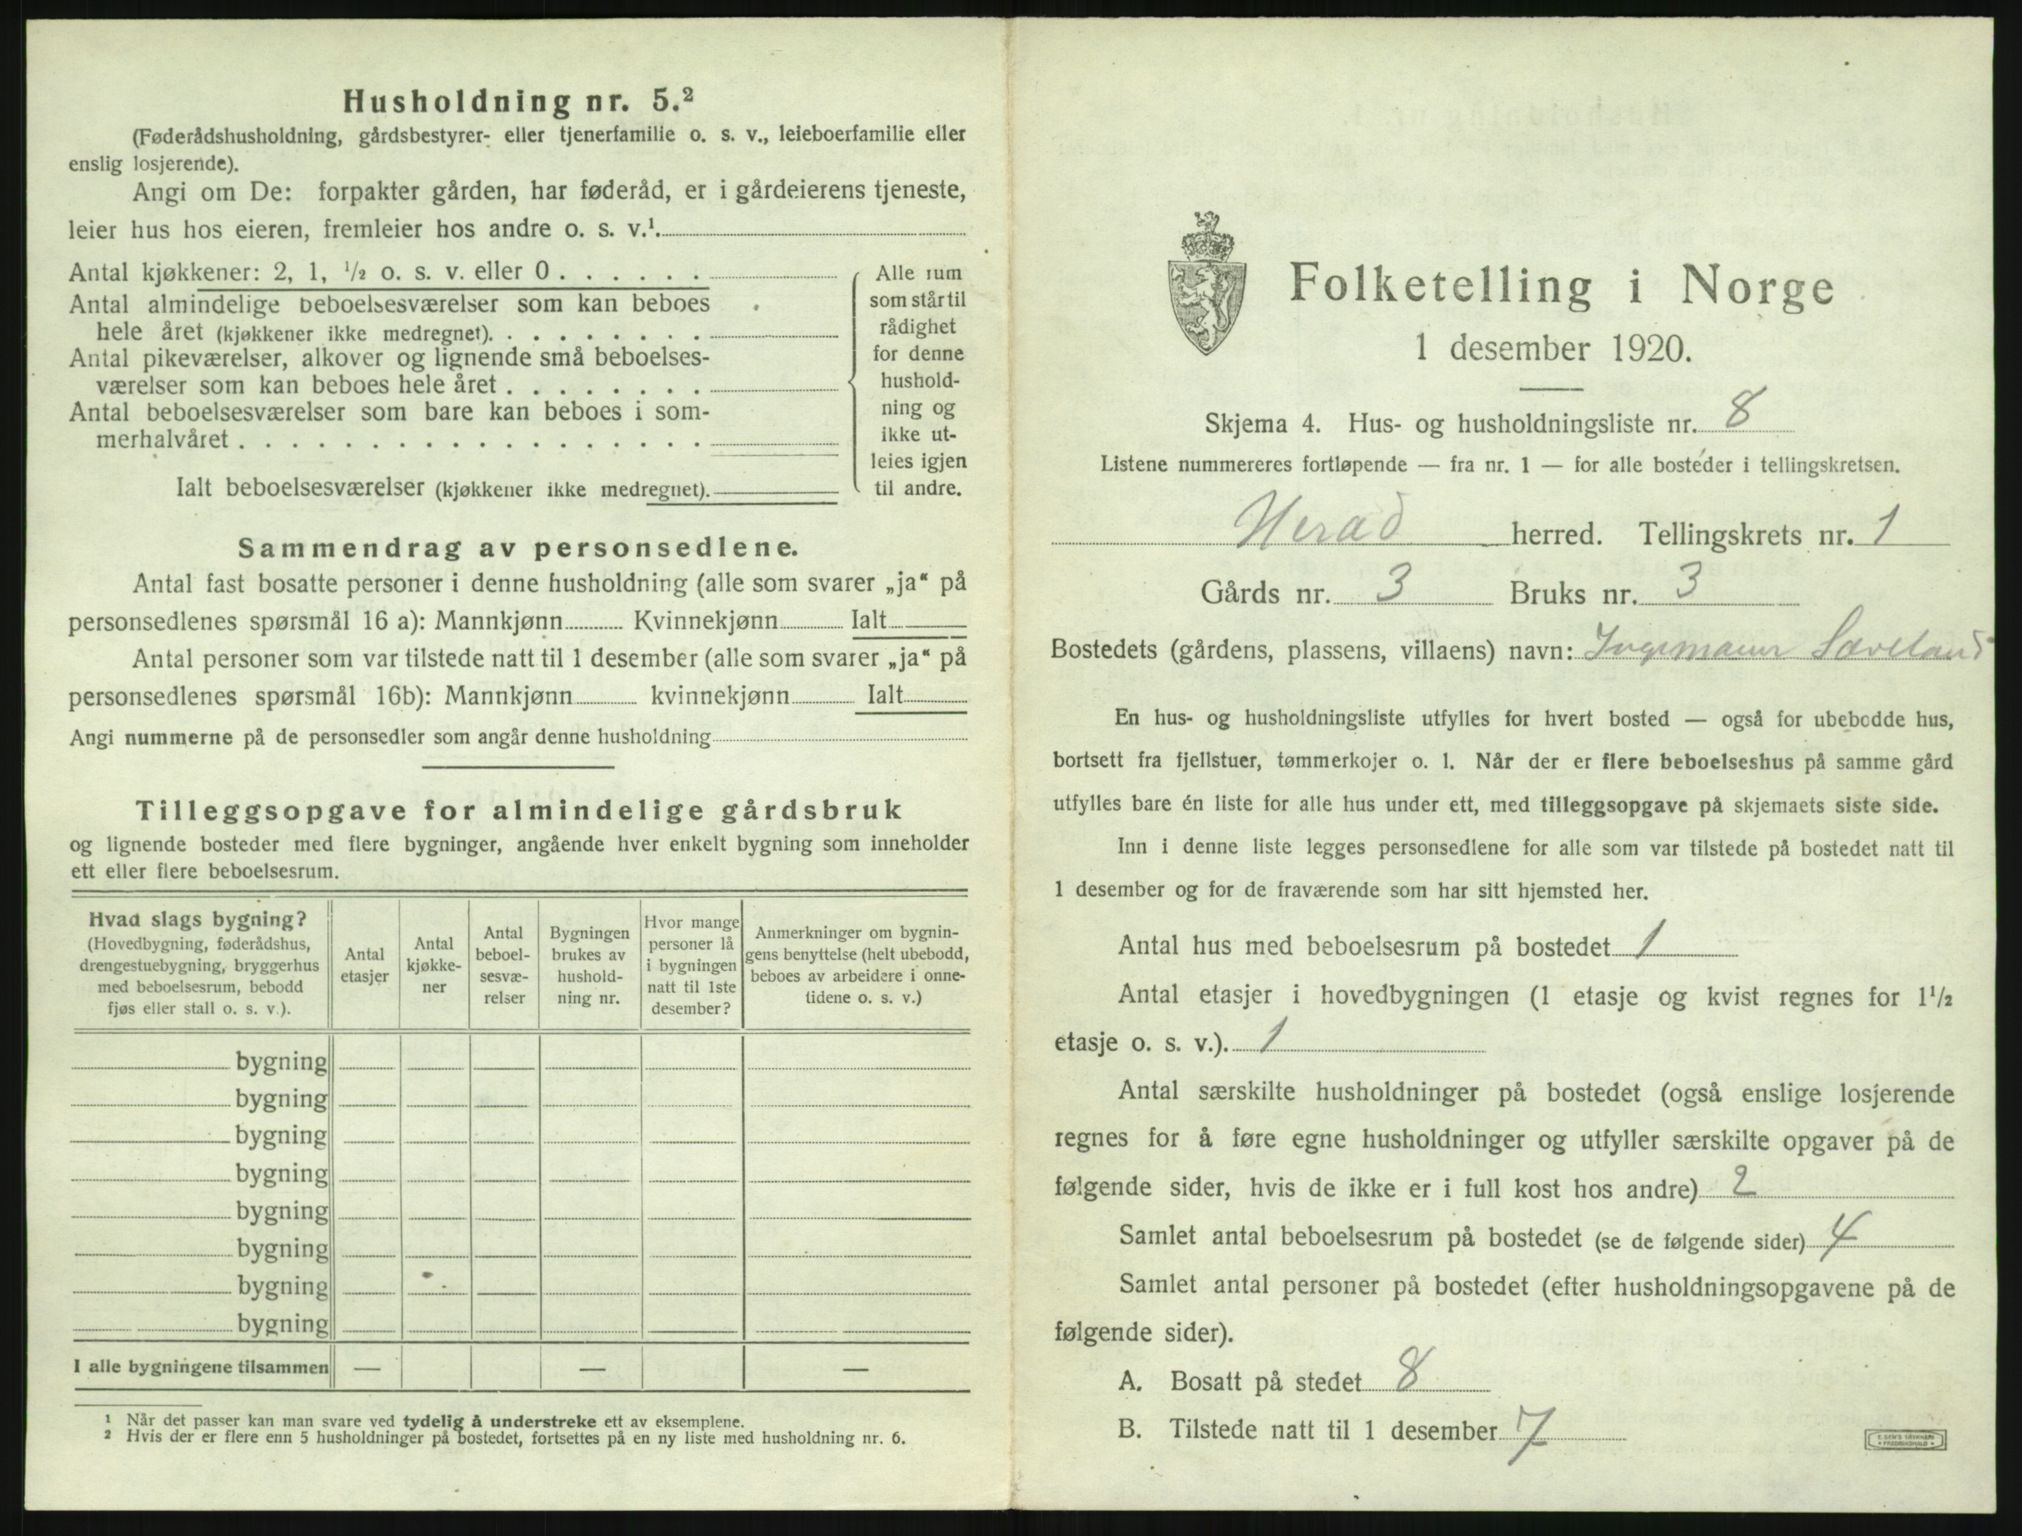 Husholdning nr. 5.²
(Føderådshusholdning, gårdsbestyrer- eller tjenerfamilie o. s. v., leieboerfamilie eller
enslig losjerende).
Angi om De: forpakter gården, har føderåd, er i gårdeierens tjeneste,
leier hus hos eieren, fremleier hos andre o. s. v.¹
Antal kjøkkener: 2, 1, ½ o. s. v. eller 0
Antal almindelige beboelsesværelser som kan beboes
hele året (kjøkkener ikke medregnet).
Antal pikeværelser, alkover og lignende små beboelses-
værelser som kan beboes hele året
Antal beboelsesværelser som bare kan beboes i som-
merhalvåret
Ialt beboelsesværelser (kjøkkener ikke medregnet).
Alle rum
som står til
rådighet
for denne
hushold-
ning og
ikke ut-
leies igjen
til andre.
Sammendrag av personsedlene.
Antal fast bosatte personer i denne husholdning (alle som svarer „ja“ på
personsedlenes spørsmål 16 a): Mannkjønn Kvinnekjønn Ialt
Antal personer som var tilstede natt til 1 desember (alle som svarer „ja“ på
personsedlenes spørsmål 16b): Mannkjønn kvinnekjønn Ialt
Angi nummerne på de personsedler som angår denne husholdning
Tilleggsopgave for almindelige gårdsbruk
og lignende bosteder med flere bygninger, angående hver enkelt bygning som inneholder
ett eller flere beboelsesrum.
Hvad slags bygning?
(Hovedbygning, føderådshus,
drengestuebygning, bryggerhus
med beboelsesrum, bebodd
fjøs eller stall o. s. v.).
Antal
etasjer
Antal
kjøkke-
ner
Antal
beboel-
sesvæ-
relser
Bygningen
brukes av
hushold-
ning nr.
Hvor mange
personer lå
i bygningen
natt til 1ste
desember?
Anmerkninger om bygnin-
gens benyttelse (helt ubebodd,
beboes av arbeidere i onne-
tidene o. s. v.)
bygning
bygning
bygning
bygning
bygning
bygning
bygning
bygning
I alle bygningene tilsammen — — —
¹ Når det passer kan man svare ved tydelig å understreke ett av eksemplene.
² Hvis der er flere enn 5 husholdninger på bostedet, fortsettes på en ny liste med husholdning nr. 6.
Folketelling i Norge
1 desember 1920.
Skjema 4. Hus- og husholdningsliste nr. 8
Listene nummereres fortløpende — fra nr. 1 — for alle bosteder i tellingskretsen.
Herad herred. Tellingskrets nr. 1
Gårds nr. 3 Bruks nr. 3
Bostedets (gårdens, plassens, villaens) navn: Ingemann Sæveland
En hus- og husholdningsliste utfylles for hvert bosted — også for ubebodde hus,
bortsett fra fjellstuer, tømmerkojer o. l. Når der er flere beboelseshus på samme gård
utfylles bare én liste for alle hus under ett, med tilleggsopgave på skjemaets siste side.
Inn i denne liste legges personsedlene for alle som var tilstede på bostedet natt til
1 desember og for de fraværende som har sitt hjemsted her.
Antal hus med beboelsesrum på bostedet 1
Antal etasjer i hovedbygningen (1 etasje og kvist regnes for 1½
etasje o. s. v.). 1
Antal særskilte husholdninger på bostedet (også enslige losjerende
regnes for å føre egne husholdninger og utfyller særskilte opgaver på de
følgende sider, hvis de ikke er i full kost hos andre) 2
Samlet antal beboelsesrum på bostedet (se de følgende sider) 4
Samlet antal personer på bostedet (efter husholdningsopgavene på de
følgende sider).
A. Bosatt på stedet 8
B. Tilstede natt til 1 desember 7